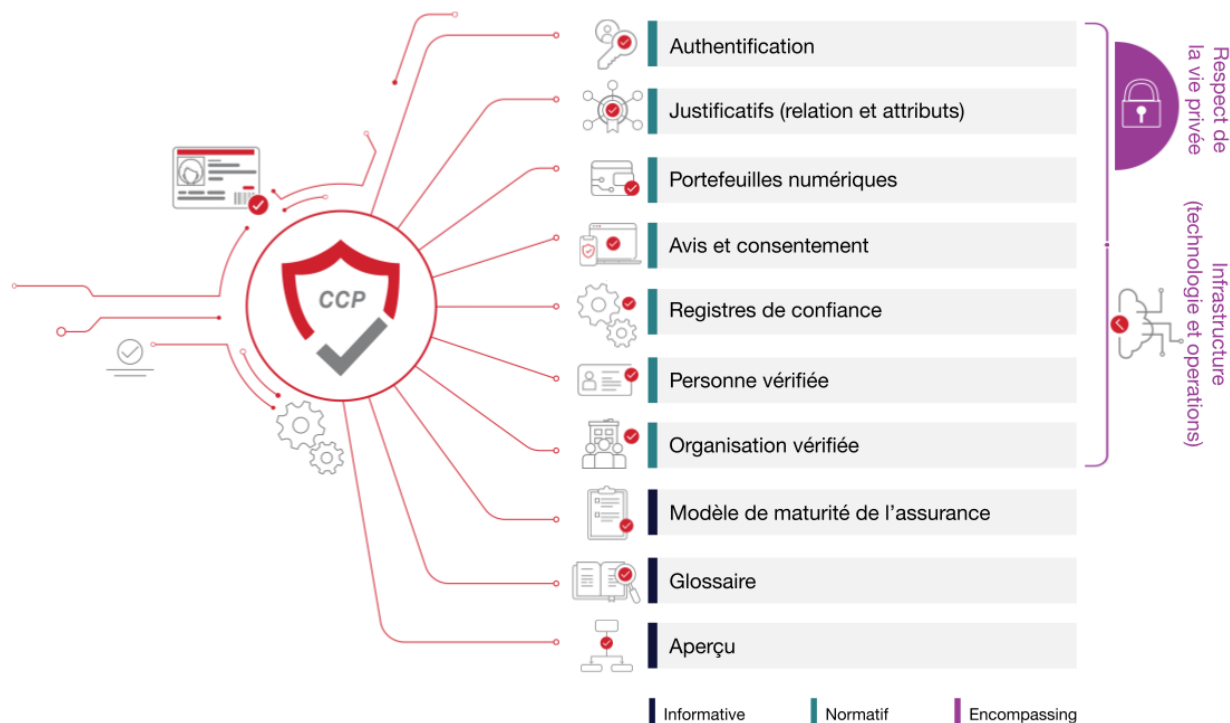 CCP
Authentification
Justificatifs (relation et attributs)
Portefeuilles numériques
Avis et consentement
Registres de confiance
Personne vérifiée
Organisation vérifiée
Modèle de maturité de l’assurance
Glossaire
Aperçu
Respect de
la vie privée
Infrastructure
(technologie et operations)
Informative
Normatif
Encompassing